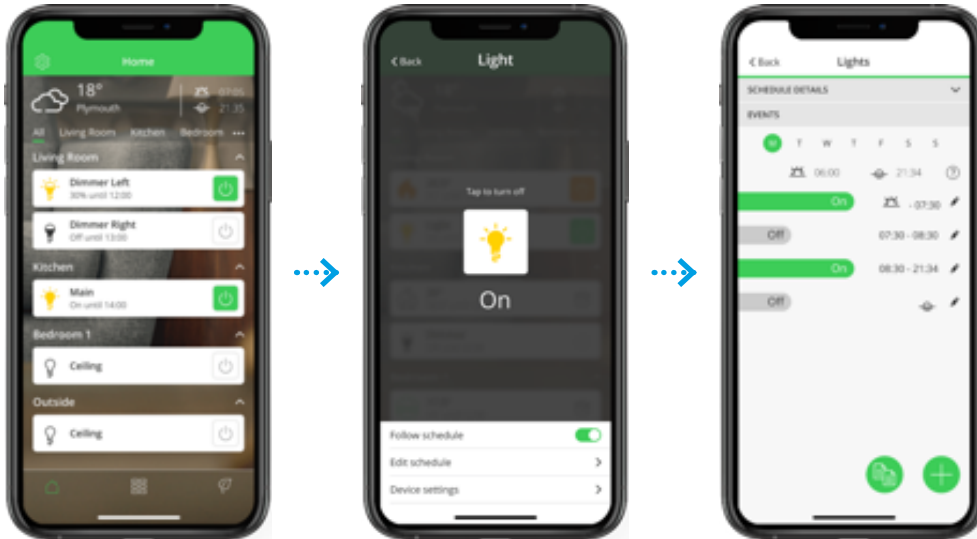 Home
18°
Plymouth
07:05
21:35
All Living Room Kitchen Bedroom
Living Room
Dimmer Left
30% until 12:00
Dimmer Right
Off until 13:00
Kitchen
Main
On until 14:00
Bedroom 1
Ceiling
Outside
Ceiling
< Back Light
Tap to turn off
On
Follow schedule
Edit schedule
Device settings
< Back Lights
SCHEDULE DETAILS
EVENTS
M T W T F S S
06:00 21:34 ?
On - 07:30
Off 07:30 - 08:30
On 08:30 - 21:34
Off